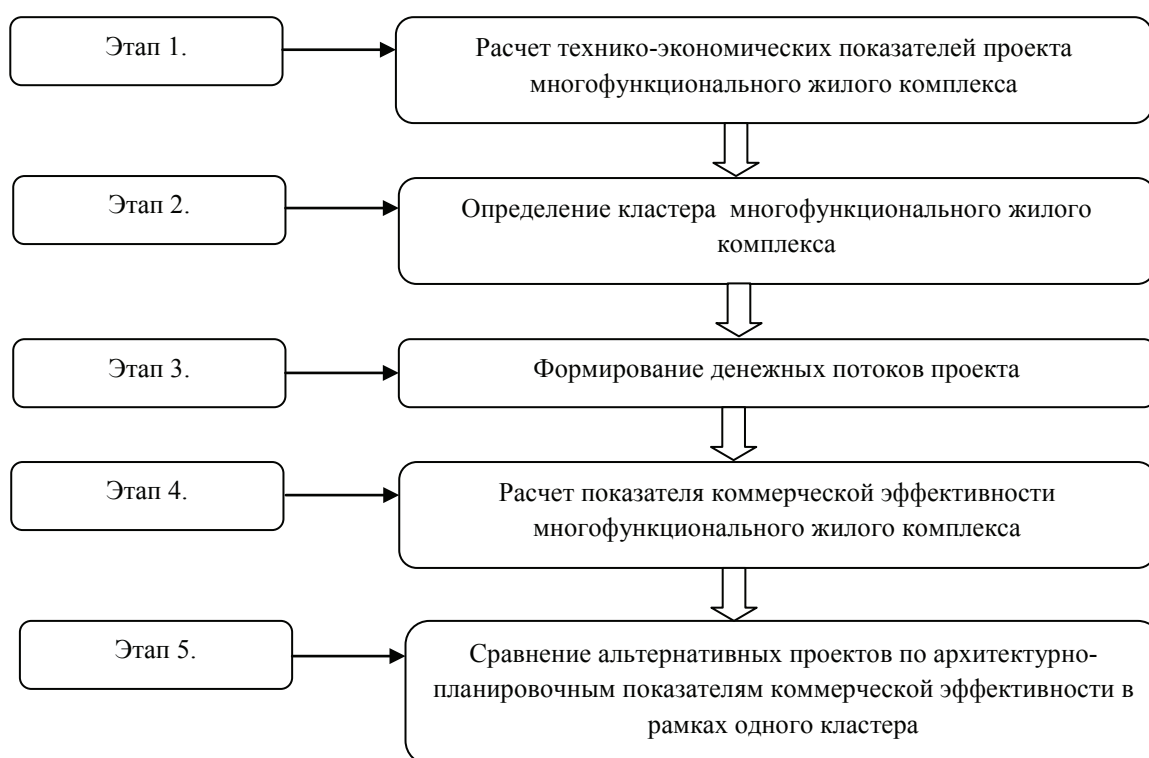 Этап 1.
Расчет технико-экономических показателей проекта
многофункционального жилого комплекса
Этап 2.
Определение кластера многофункционального жилого
комплекса
Этап 3.
Формирование денежных потоков проекта
Этап 4.
Расчет показателя коммерческой эффективности
многофункционального жилого комплекса
Этап 5.
Сравнение альтернативных проектов по архитектурно-
планировочным показателям коммерческой эффективности в
рамках одного кластера